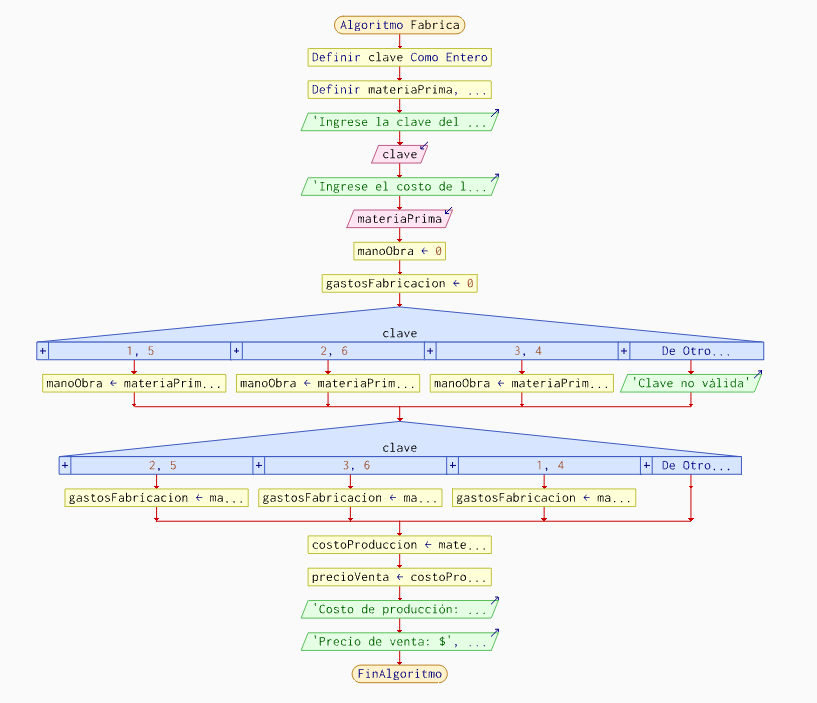 Algoritmo Fabrica
Definir clave Como Entero
Definir materiaPrima, ...
'Ingrese la clave del ...
clave
'Ingrese el costo de l...
materiaPrima
manoObra ← 0
gastosFabricacion ← 0
clave
+ 1, 5 + 2, 6 + 3, 4 + De Otro...
manoObra ← materiaPrim... manoObra ← materiaPrim... manoObra ← materiaPrim... 'Clave no válida'
clave
+ 2, 5 + 3, 6 + 1, 4 + De Otro...
gastosFabricacion ← ma... gastosFabricacion ← ma... gastosFabricacion ← ma...
costoProduccion ← mate...
precioVenta ← costoPro...
'Costo de producción: ...
'Precio de venta: $', ...
FinAlgoritmo